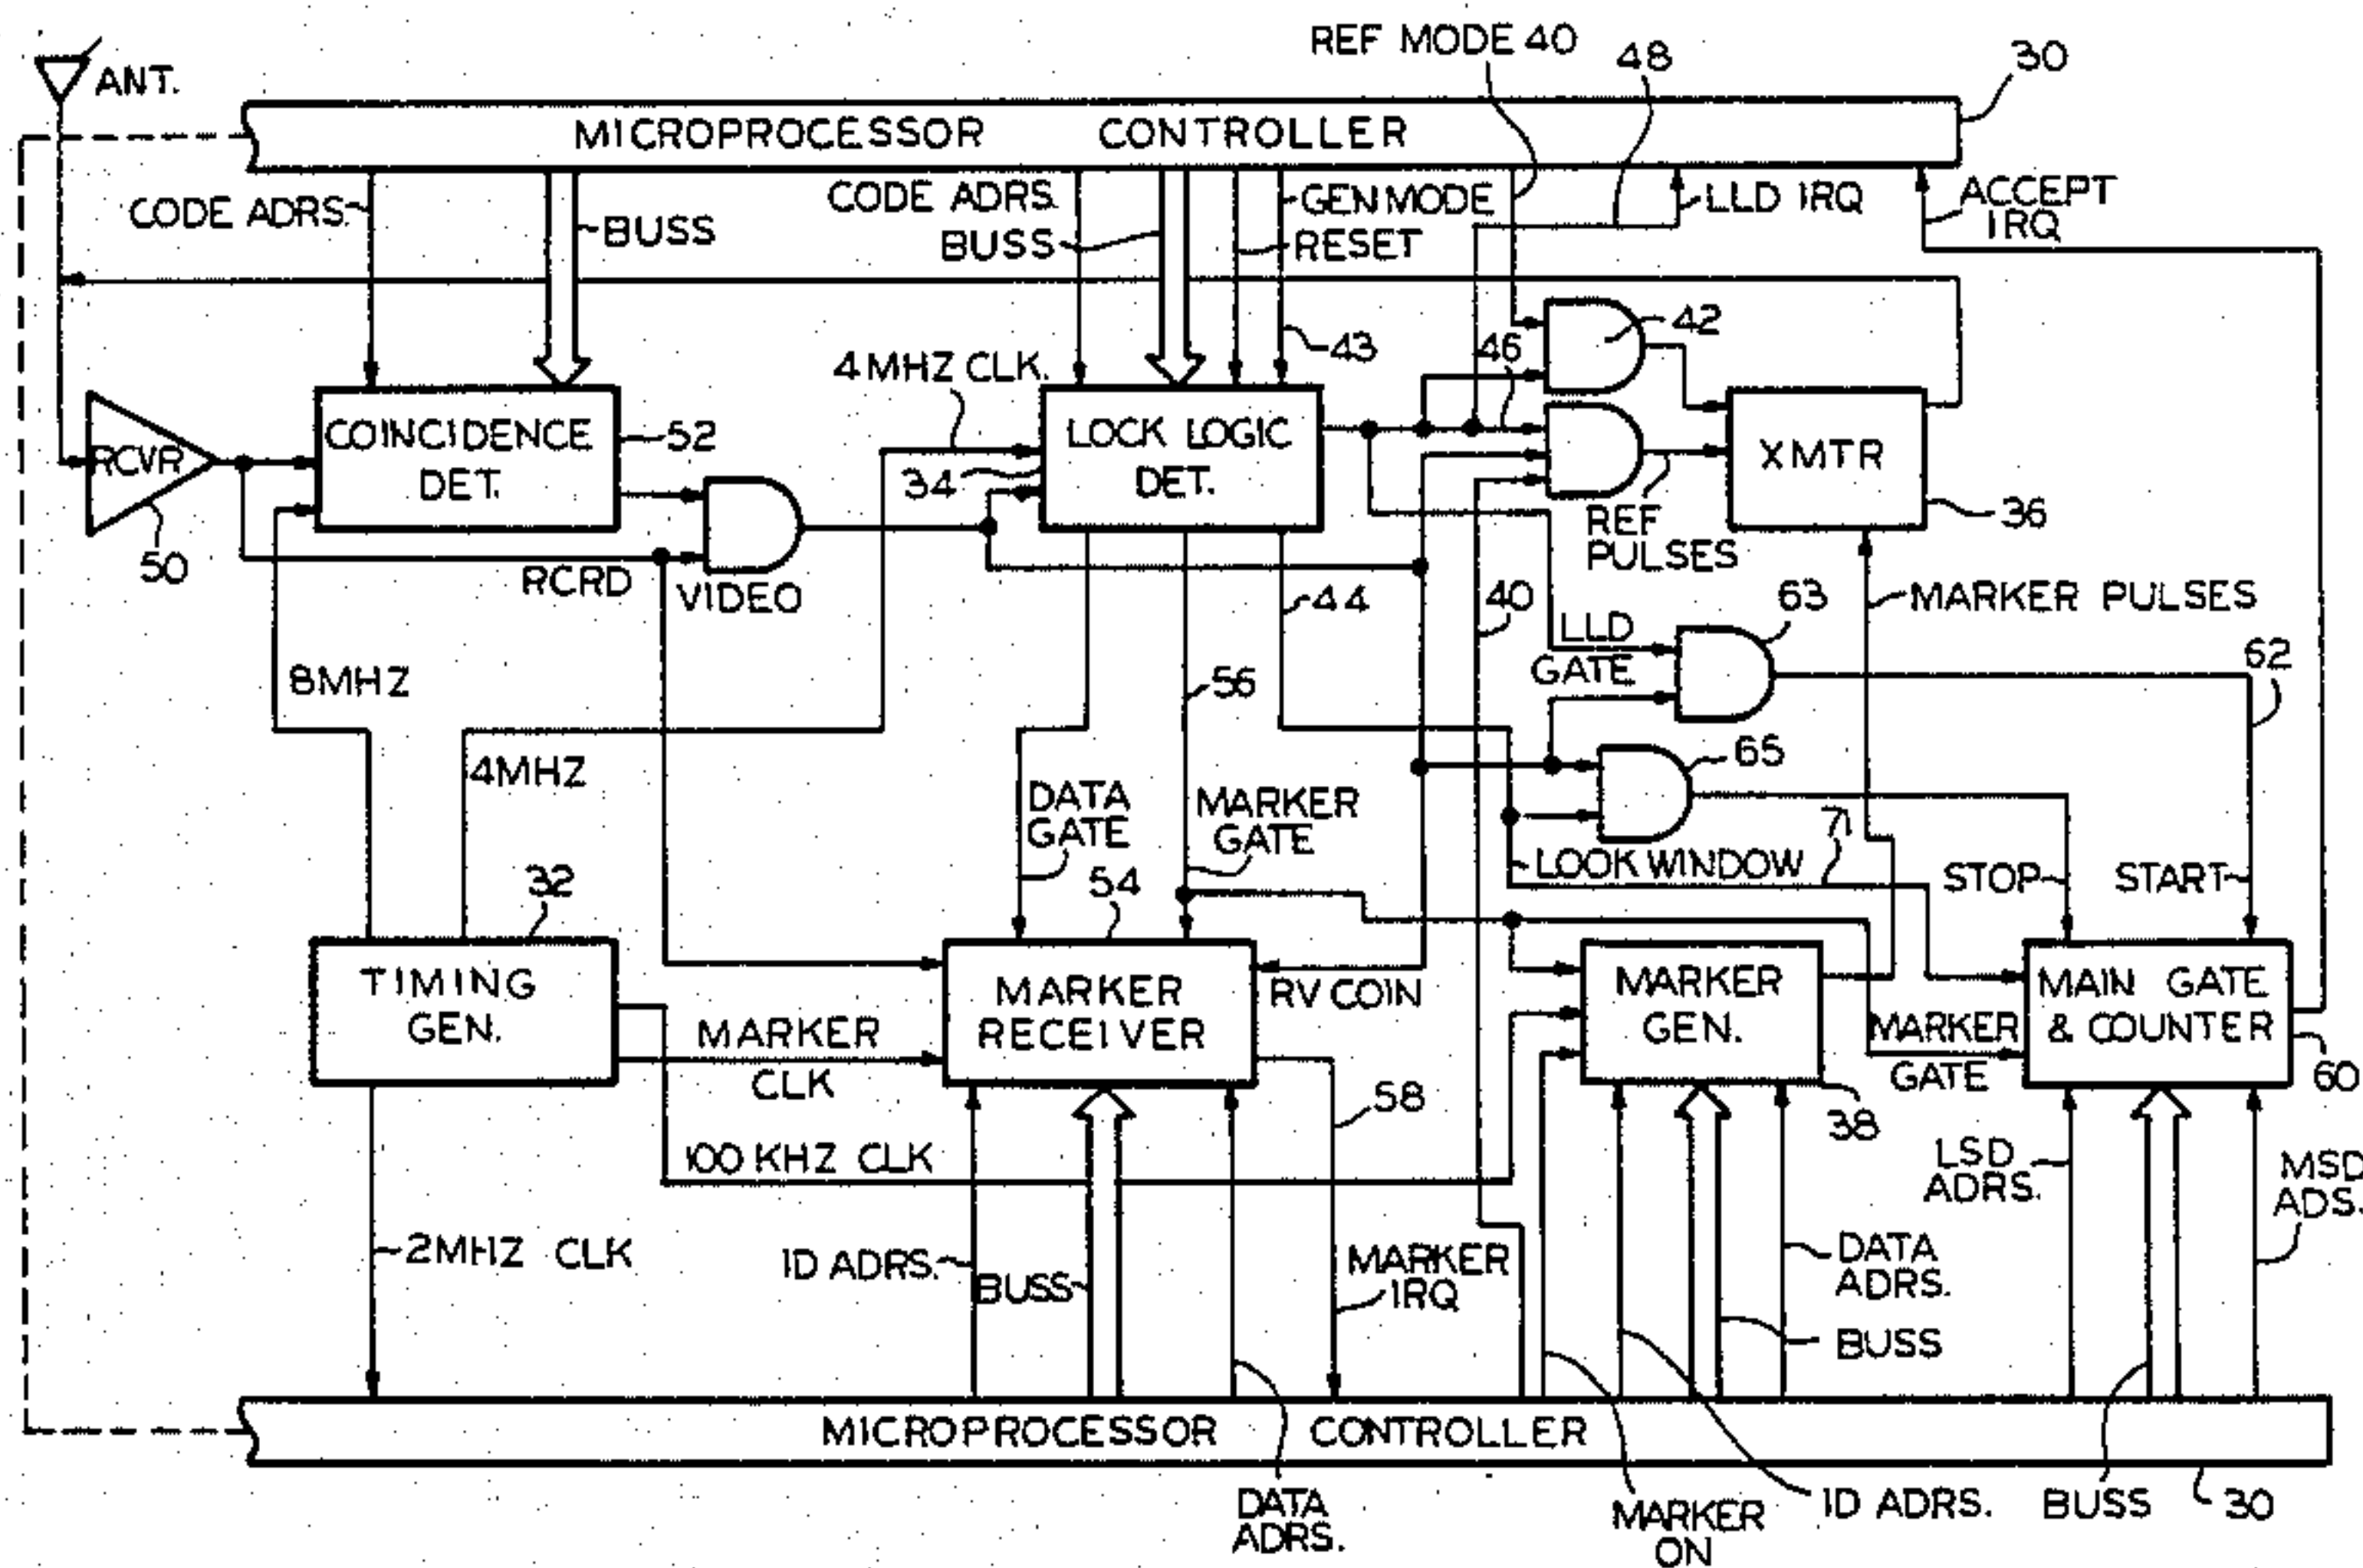 REF MODE 40
48
30
ANT.
MICROPROCESSOR CONTROLLER
CODE ADRS.
BUSS
CODE ADRS.
BUSS
GEN MODE
RESET
LLD IRQ
ACCEPT
IRQ
43
46
42
4 MHZ CLK.
RCVR
COINCIDENCE
DET.
52
LOCK LOGIC
DET.
34
XMTR
36
50
RCRD
VIDEO
REF
PULSES
44
40
MARKER PULSES
63
LLD
GATE
62
8MHZ
56
4MHZ
65
DATA
GATE
MARKER
GATE
LOOK WINDOW
71
STOP
START
32
54
TIMING
GEN.
MARKER
RECEIVER
RV COIN
MARKER
GEN.
MAIN GATE
& COUNTER
MARKER
CLK
MARKER
GATE
60
58
38
100 KHZ CLK
LSD
ADRS.
MSD
ADS.
2MHZ CLK
ID ADRS.
BUSS
MARKER
IRQ
DATA
ADRS.
BUSS
MICROPROCESSOR CONTROLLER
DATA
ADRS.
MARKER
ON
ID ADRS.
BUSS
30